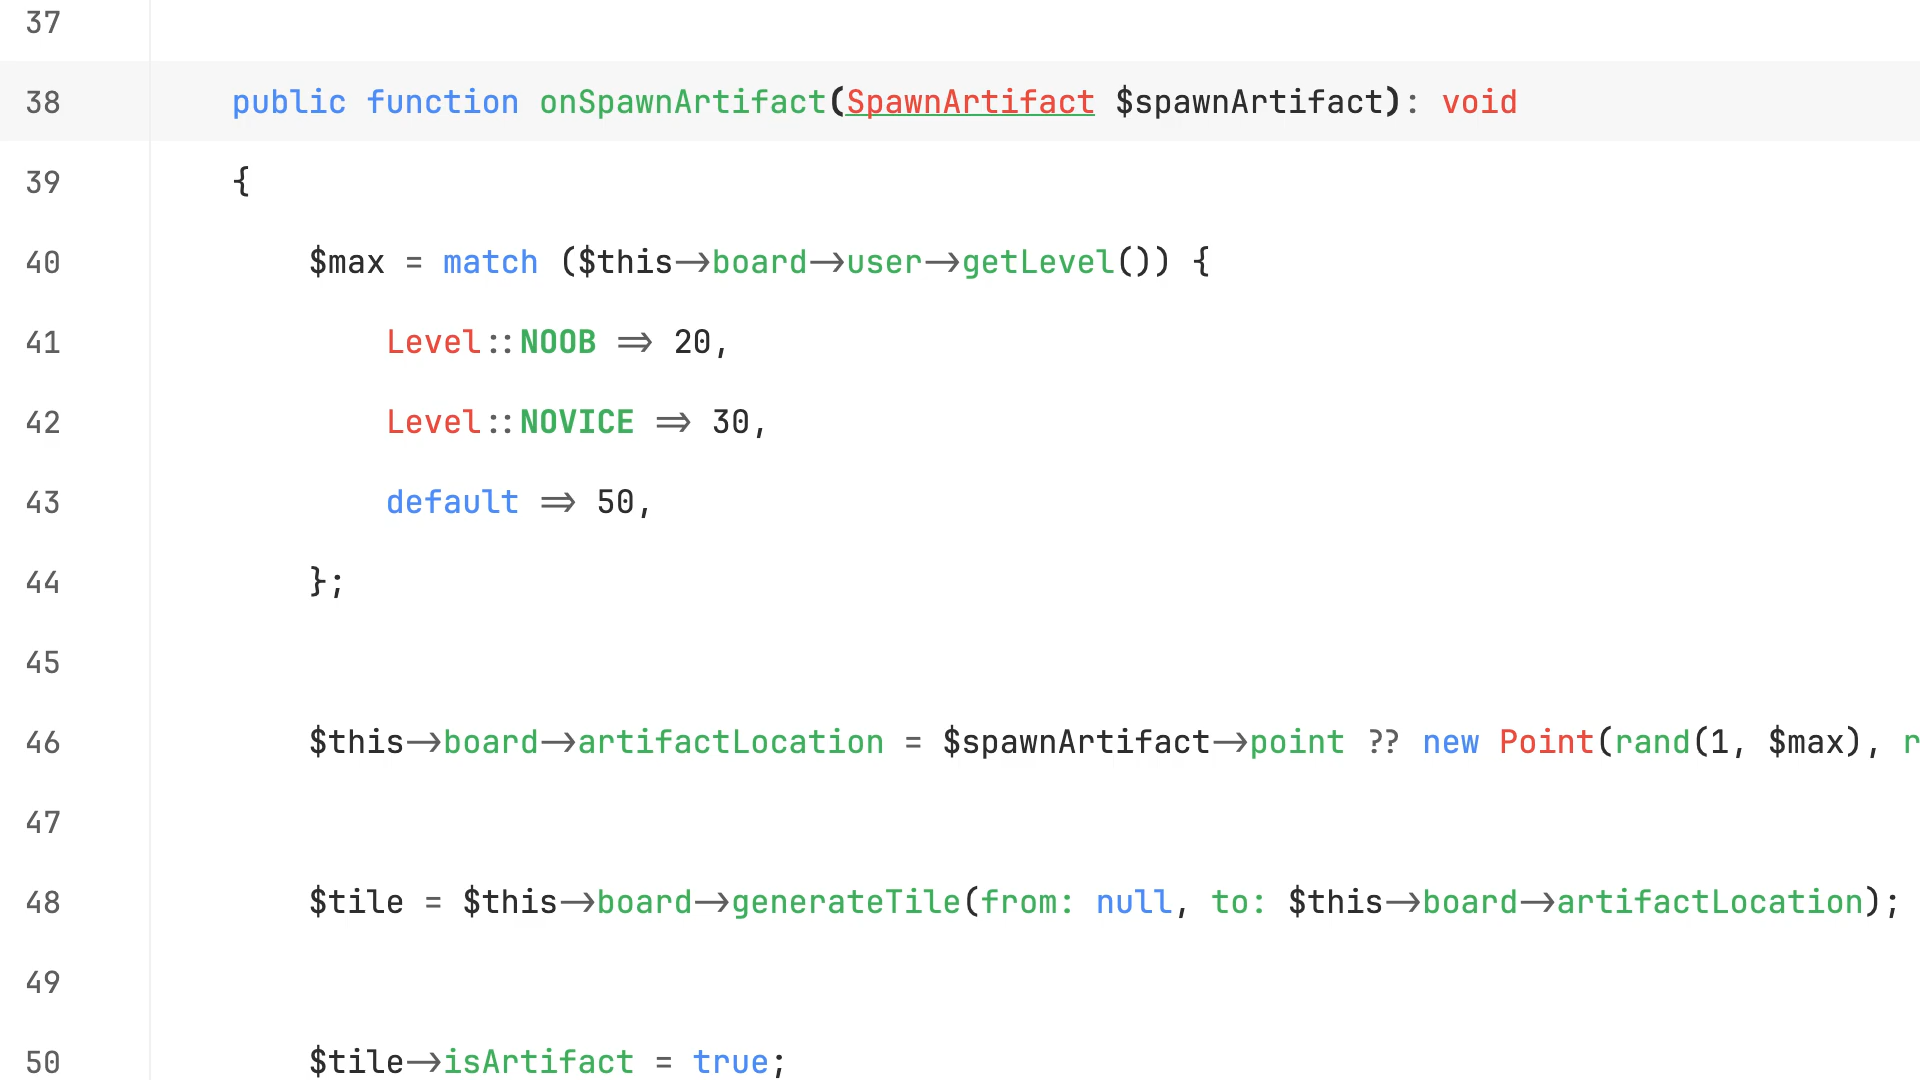 37
38 public function onSpawnArtifact(SpawnArtifact $spawnArtifact): void
39 {
40 $max = match ($this->board->user->getLevel()) {
41 Level::NOOB => 20,
42 Level::NOVICE => 30,
43 default => 50,
44 };
45
46 $this->board->artifactLocation = $spawnArtifact->point ?? new Point(rand(1, $max), r
47
48 $tile = $this->board->generateTile(from: null, to: $this->board->artifactLocation);
49
50 $tile->isArtifact = true;